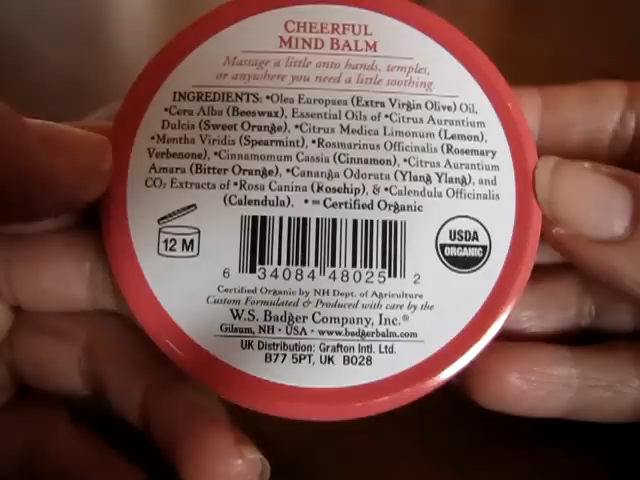 CHEERFUL
MIND BALM
Massage a little onto hands, temples,
or anywhere you need a little soothing
INGREDIENTS: •Olea Europaea (Extra Virgin Olive) Oil,
•Cera Alba (Beeswax), Essential Oils of •Citrus Aurantium
Dulcis (Sweet Orange), •Citrus Medica Limonum (Lemon),
•Mentha Viridis (Spearmint), •Rosmarinus Officinalis (Rosemary
Verbenone), •Cinnamomum Cassia (Cinnamon), •Citrus Aurantium
Amara (Bitter Orange), •Cananga Odorata (Ylang Ylang), and
CO₂ Extracts of •Rosa Canina (Rosehip), & •Calendula Officinalis
(Calendula). • = Certified Organic
12 M
6 34084 48025 2
USDA
ORGANIC
Certified Organic by NH Dept. of Agriculture
Custom Formulated & Produced with care by the
W.S. Badger Company, Inc.®
Gilsum, NH • USA • www.badgerbalm.com
UK Distribution: Grafton Intl. Ltd.
B77 5PT, UK B028